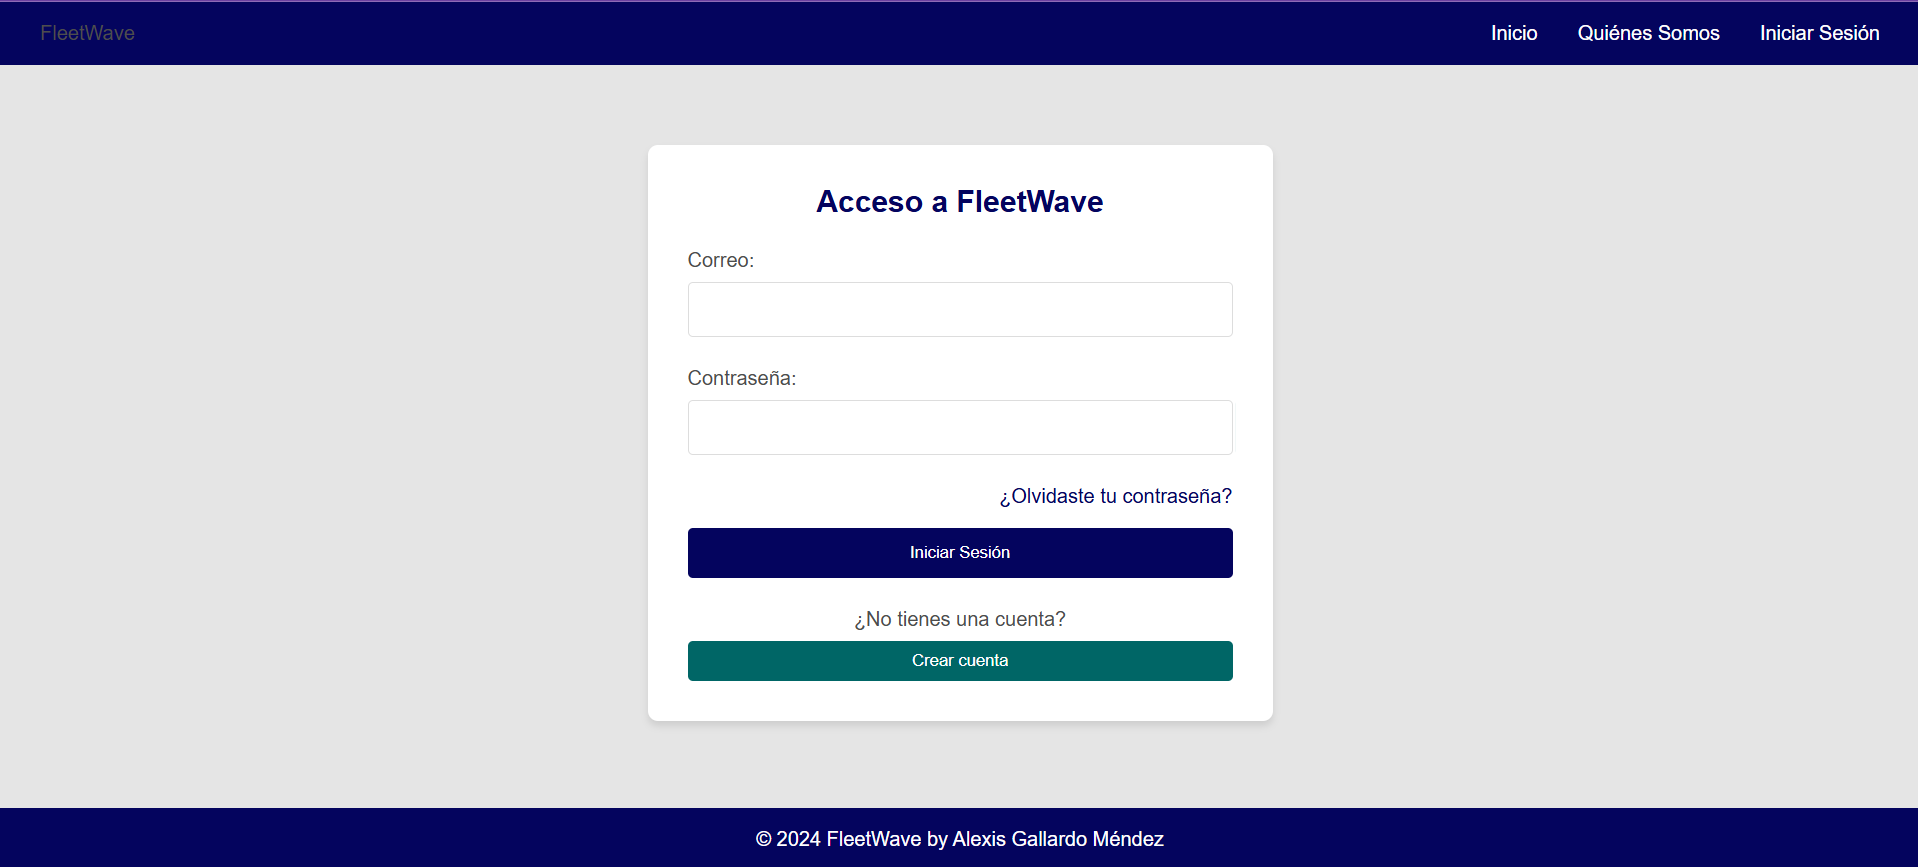 FleetWave
Inicio
Quiénes Somos
Iniciar Sesión
Acceso a FleetWave
Correo:
Contraseña:
¿Olvidaste tu contraseña?
Iniciar Sesión
¿No tienes una cuenta?
Crear cuenta
© 2024 FleetWave by Alexis Gallardo Méndez